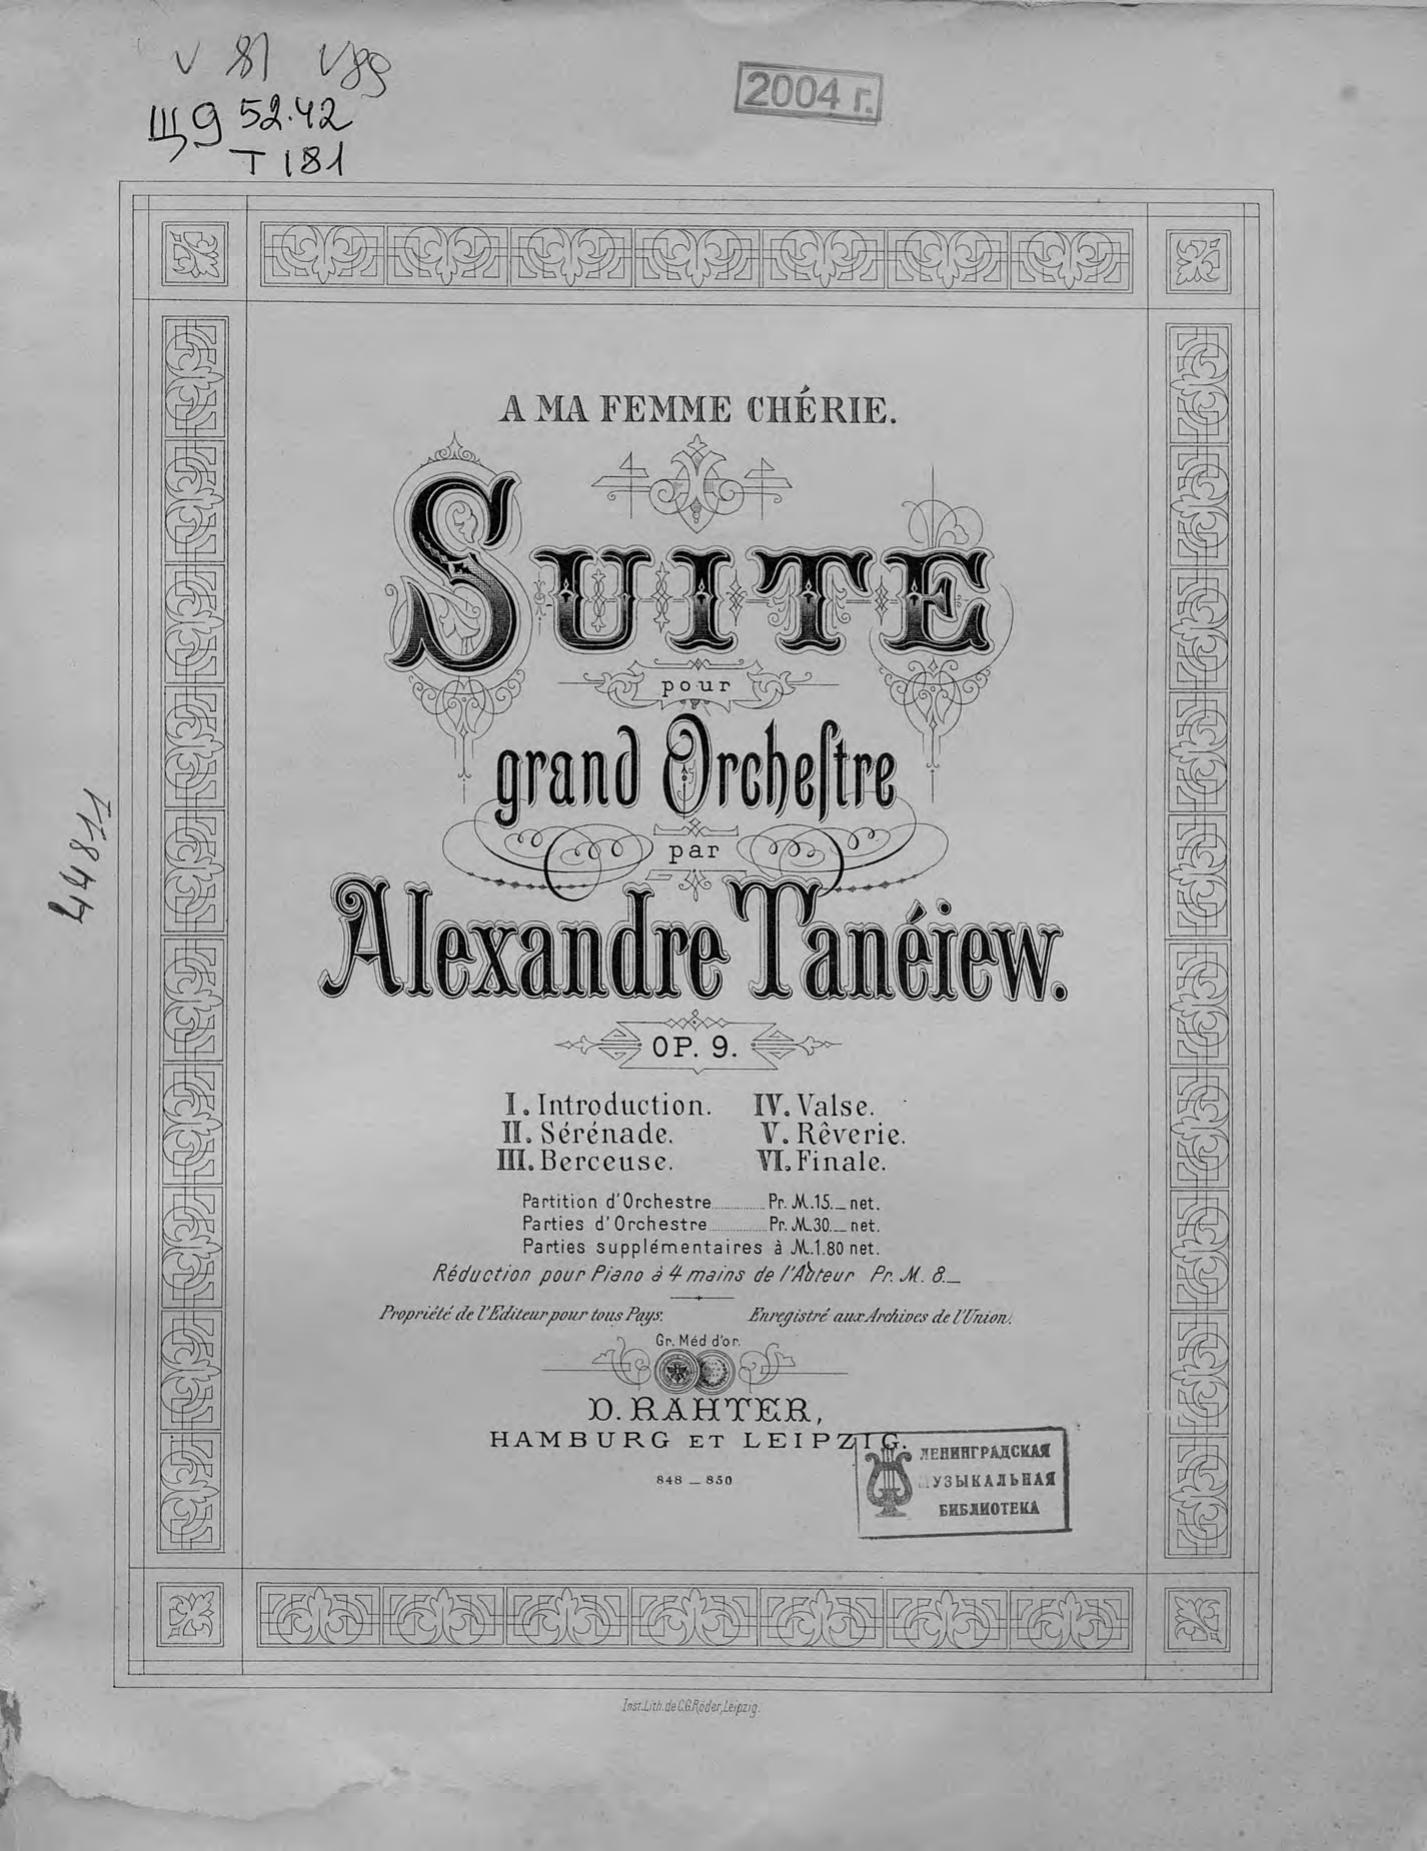 V 81 V89
Щ9 52.42
Т 181
2004 г.
A MA FEMME CHÉRIE.
SUITE
pour
grand Orcheſtre
par
Alexandre Tanéiew.
OP. 9.
I. Introduction. IV. Valse.
II. Sérénade. V. Rêverie.
III. Berceuse. VI. Finale.
Partition d'Orchestre Pr. M. 15._ net.
Parties d'Orchestre Pr. M. 30._ net.
Parties supplémentaires à M. 1.80 net.
Réduction pour Piano à 4 mains de l'Auteur Pr. M. 8._
Propriété de l'Editeur pour tous Pays. Enregistré aux Archives de l'Union.
Gr. Méd d'or.
D. RAHTER,
HAMBURG ET LEIPZIG.
848 _ 850
ЛЕНИНГРАДСКАЯ
МУЗЫКАЛЬНАЯ
БИБЛИОТЕКА
Inst. Lith. de C.G. Röder, Leipzig.
44811